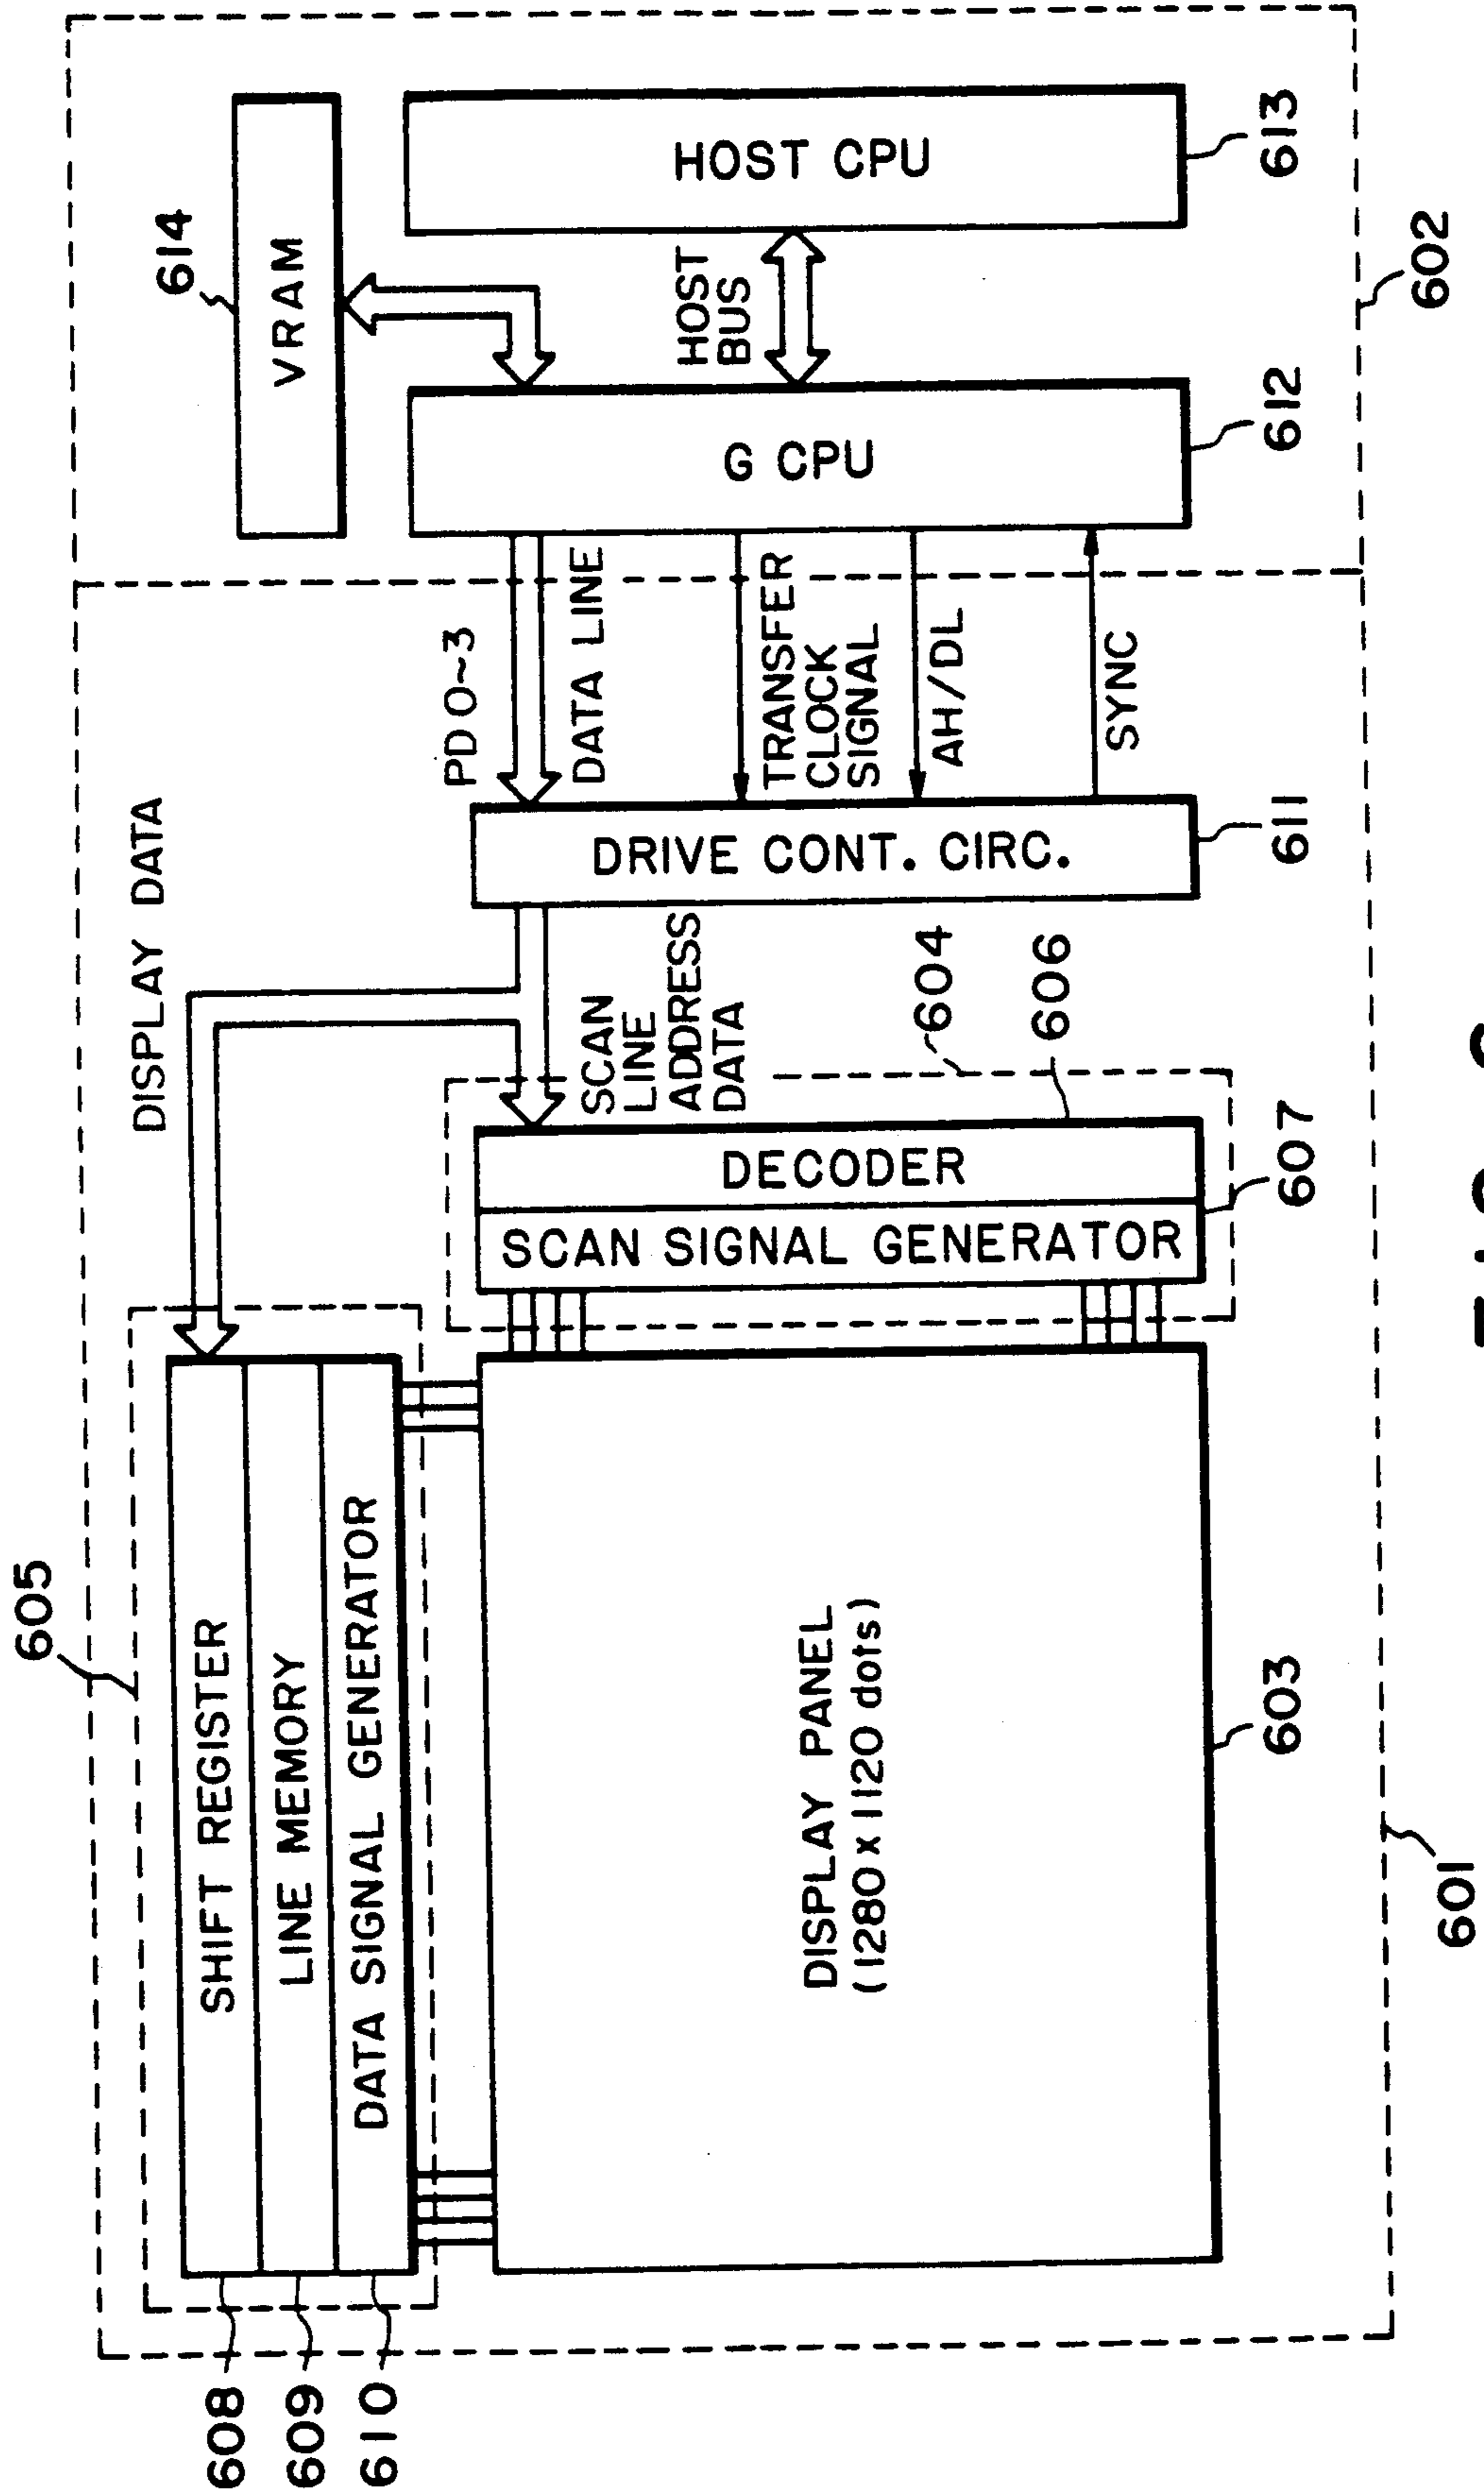 605
608
609
610
SHIFT REGISTER
LINE MEMORY
DATA SIGNAL GENERATOR
DISPLAY PANEL
(1280 x 1120 dots)
603
601
DISPLAY DATA
SCAN
LINE
ADDRESS
DATA
604
606
DECODER
SCAN SIGNAL GENERATOR
607
DRIVE CONT. CIRC.
611
PD0~3
DATA LINE
TRANSFER
CLOCK
SIGNAL
AH/DL
SYNC
614
VRAM
HOST
BUS
G CPU
612
HOST CPU
613
602